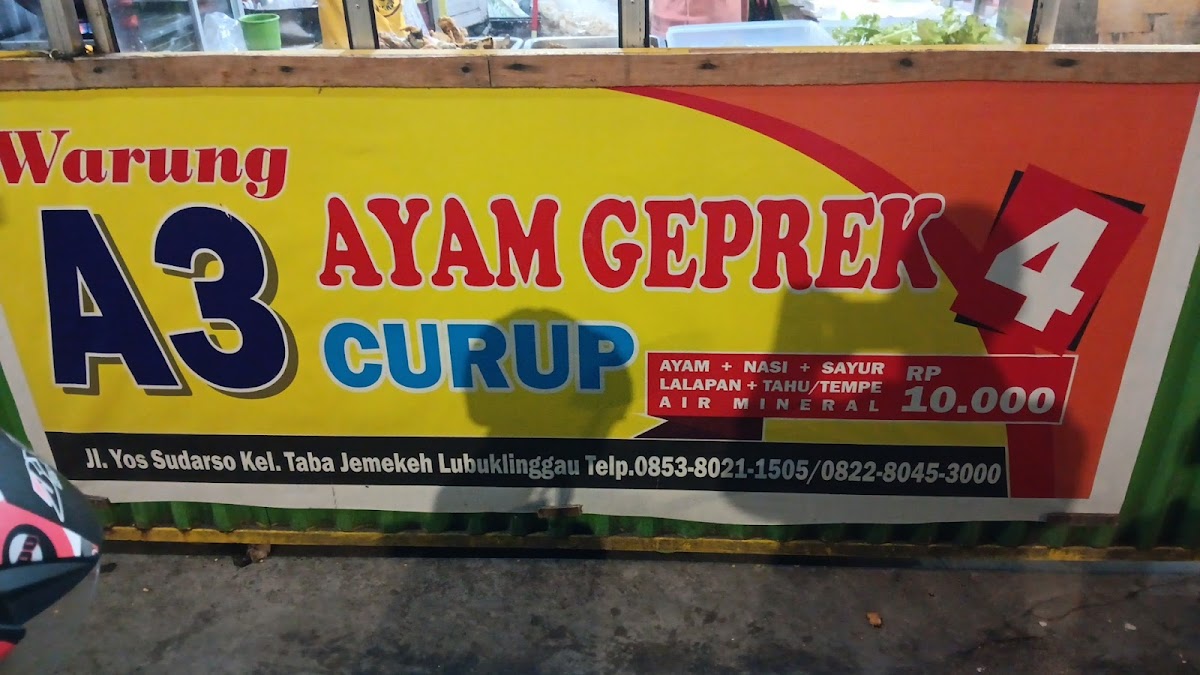 Warung
A3
AYAM GEPREK
4
CURUP
AYAM + NASI + SAYUR
LALAPAN + TAHU/TEMPE
AIR MINERAL
RP
10.000
Jl. Yos Sudarso Kel. Taba Jemekeh Lubuklinggau Telp.0853-8021-1505/0822-8045-3000